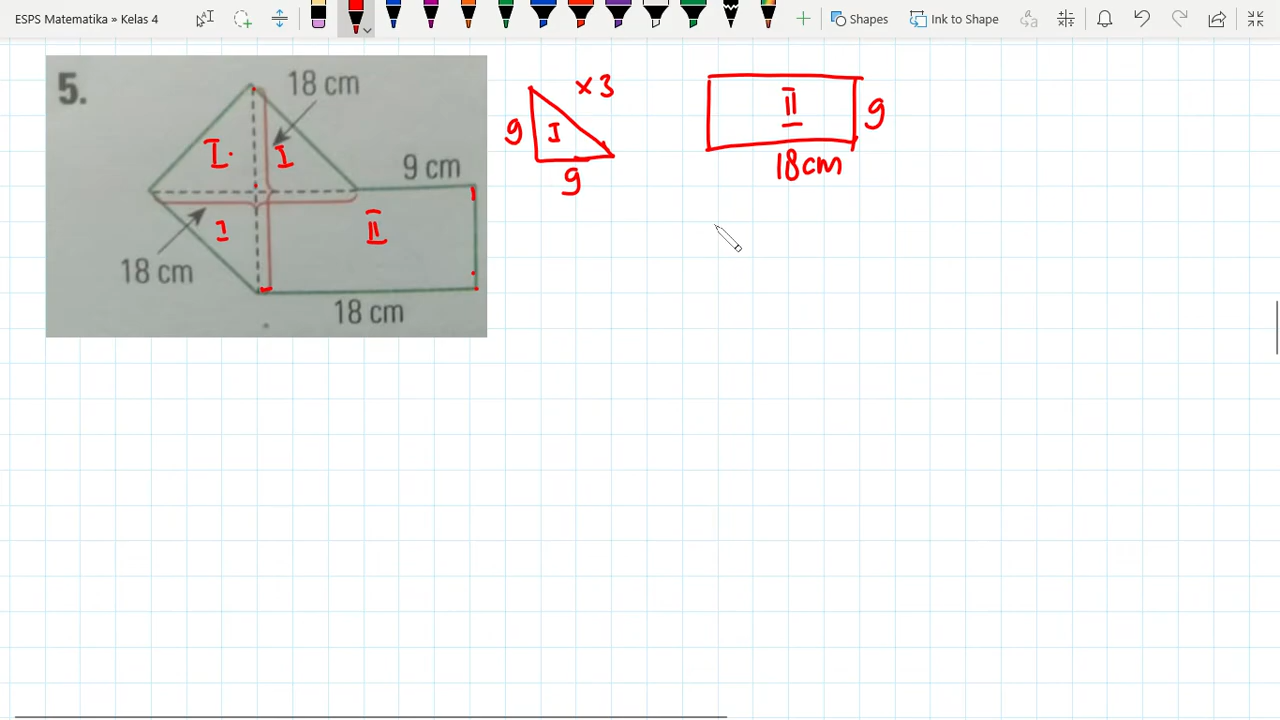 ESPS Matematika » Kelas 4
Shapes
Ink to Shape
5.
18 cm
9 cm
18 cm
18 cm
I.
I
I
II
×3
9
I
9
II
9
18cm